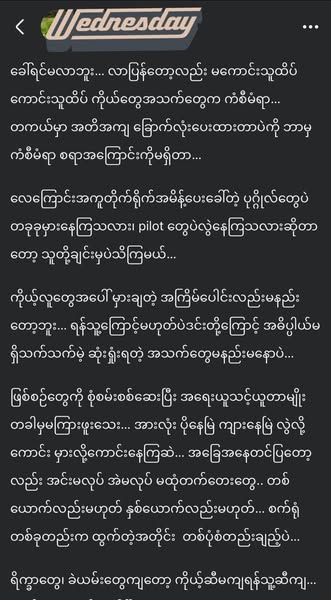 Wednesday
ခေါ်ရင်မလာဘူး... လာပြန်တော့လည်း မကောင်းသူထိပ်
ကောင်းသူထိပ် ကိုယ်တွေအသက်တွေက ကံစီမံရာ...
တကယ်မှာ အတိအကျ ခြောက်လုံးပေးထားတာပဲကို ဘာမှ
ကံစီမံရာ စရာအကြောင်းကိုမရှိတာ...
လေကြောင်းအကူတိုက်ရိုက်အမိန့်ပေးခေါ်တဲ့ ပုဂ္ဂိုလ်တွေပဲ
တခုခုမှားနေကြသလား၊ pilot တွေပဲလွဲနေကြသလားဆိုတာ
တော့ သူတို့ချင်းမှပဲသိကြမယ်...
ကိုယ့်လူတွေအပေါ် မှားချတဲ့ အကြိမ်ပေါင်းလည်းမနည်း
တော့ဘူး... ရန်သူ့ကြောင့်မဟုတ်ပဲဒင်းတို့ကြောင့် အဓိပ္ပါယ်မ
ရှိသက်သက်မဲ့ ဆုံးရှုံးရတဲ့ အသက်တွေမနည်းမနောပဲ...
ဖြစ်စဉ်တွေကို စုံစမ်းစစ်ဆေးပြီး အရေးယူသင့်ယူတာမျိုး
တခါမှမကြားဖူးသေး... အားလုံး ပိုနေမြဲ ကျားနေမြဲ လွဲလို့
ကောင်း မှားလို့ကောင်းနေကြဆဲ... အခြေအနေတင်ပြတော့
လည်း အင်းမလုပ် အဲမလုပ် မထုံတက်တေးတွေ.. တစ်
ယောက်လည်းမဟုတ် နှစ်ယောက်လည်းမဟုတ်... စက်ရုံ
တစ်ခုတည်းက ထွက်တဲ့အတိုင်း တစ်ပုံစံတည်းချည့်ပဲ...
ရိက္ခာတွေ၊ ခဲယမ်းတွေကျတော့ ကိုယ့်ဆီမကျရန်သူ့ဆီကျ...